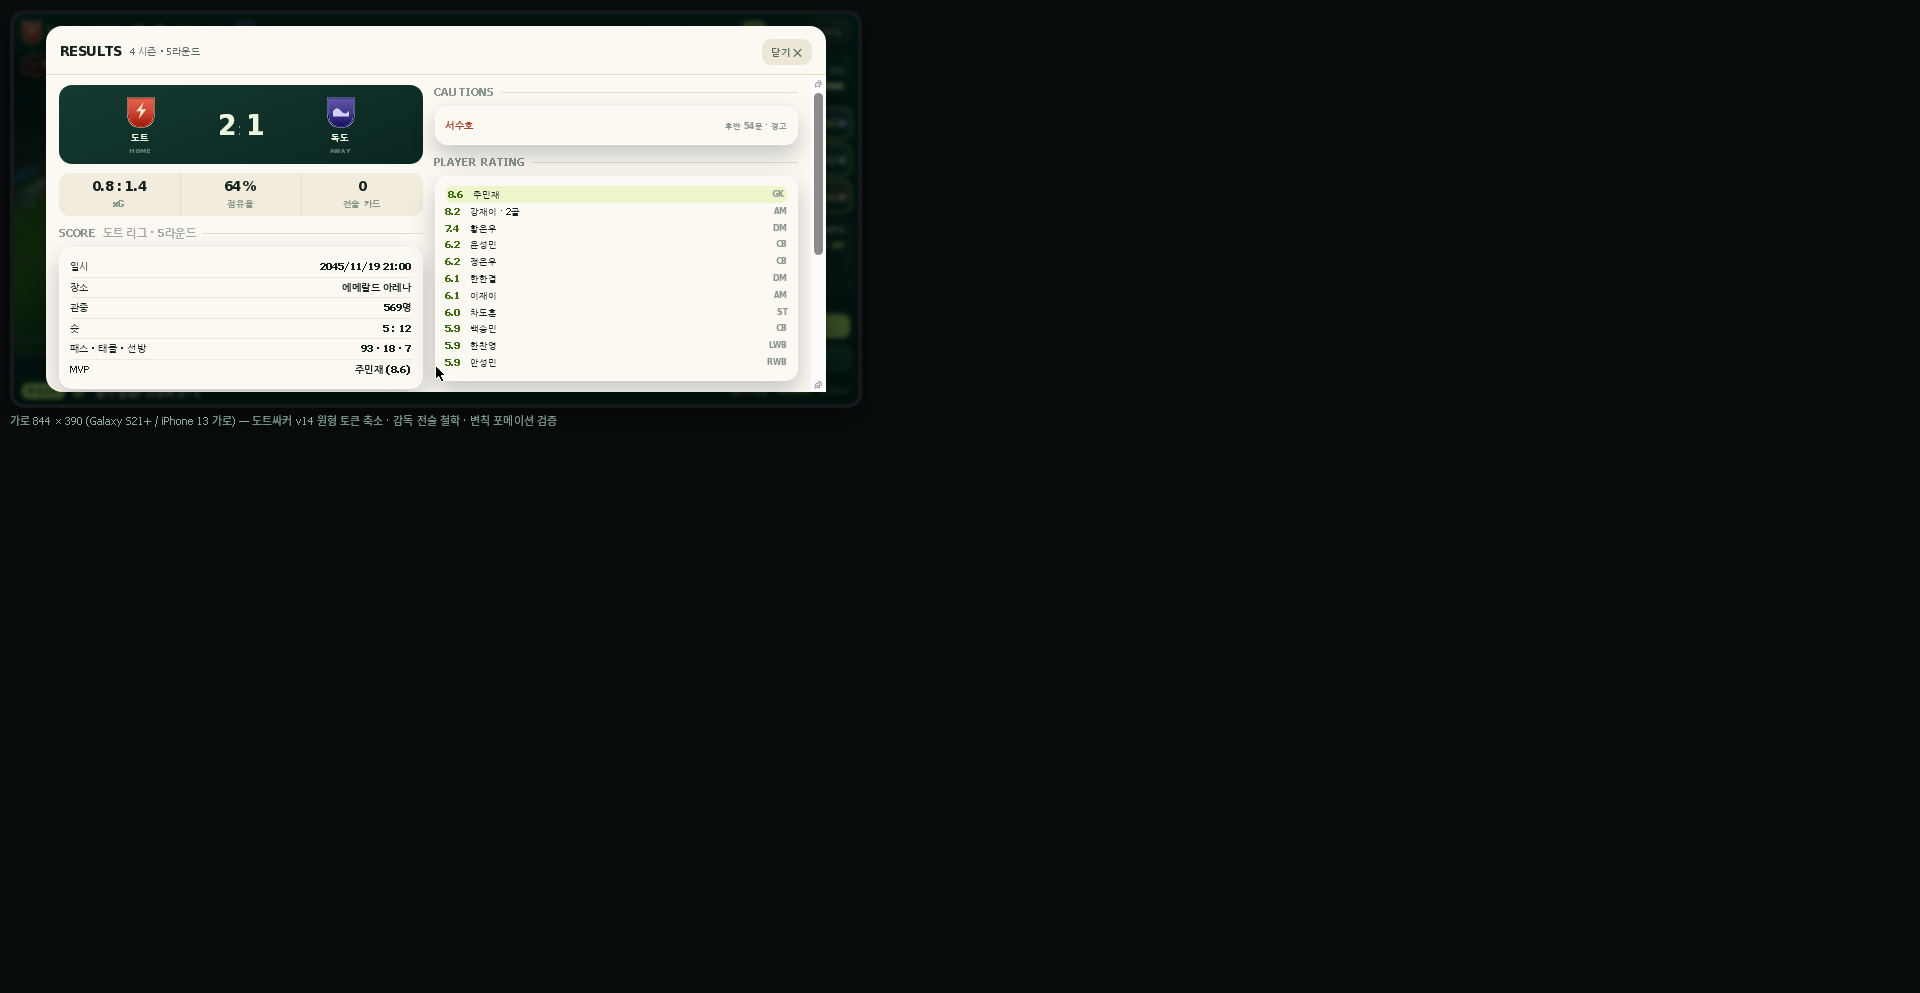 RESULTS 4 시즌 · 5라운드
닫기 ×
도트
HOME
2 : 1
독도
AWAY
0.8 : 1.4
xG
64%
점유율
0
전술 카드
SCORE 도트 리그 · 5라운드
일시 2045/11/19 21:00
장소 에메랄드 아레나
관중 569명
슛 5 : 12
패스 · 태클 · 선방 93 · 18 · 7
MVP 주민재 (8.6)
CAUTIONS
서수호 후반 54분 · 경고
PLAYER RATING
8.6 주민재 GK
8.2 강재이 · 2골 AM
7.4 황은우 DM
6.2 윤성민 CB
6.2 정은우 CB
6.1 한한결 DM
6.1 이재이 AM
6.0 차도훈 ST
5.9 백승민 CB
5.9 한찬영 LWB
5.9 안성민 RWB
가로 844 × 390 (Galaxy S21+ / iPhone 13 가로) — 도트싸커 v14 원형 토큰 축소 · 감독 전술 철학 · 변칙 포메이션 검증